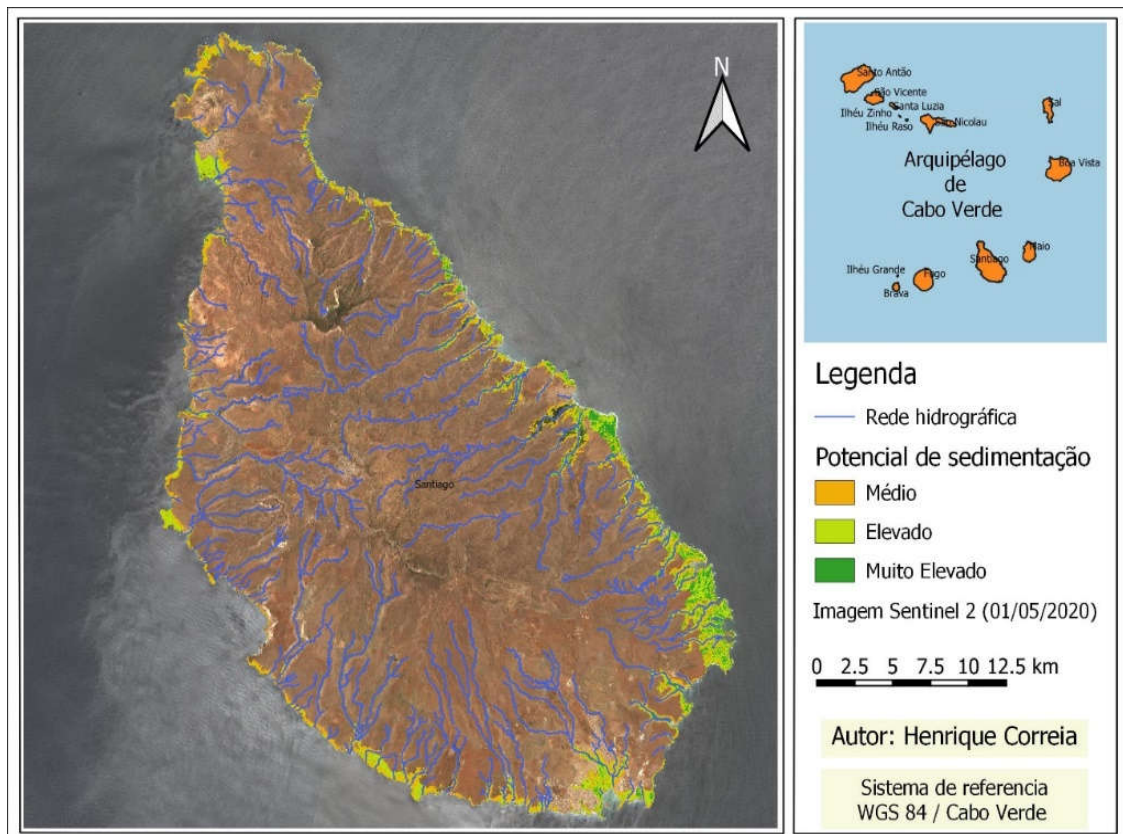 N
Santiago
Santo Antão
São Vicente
Santa Luzia
Ilhéu Zinho
Ilhéu Raso
São Nicolau
Sal
Boa Vista
Arquipélago
de
Cabo Verde
Ilhéu Grande
Brava
Fogo
Santiago
Maio
Legenda
Rede hidrográfica
Potencial de sedimentação
Médio
Elevado
Muito Elevado
Imagem Sentinel 2 (01/05/2020)
0 2.5 5 7.5 10 12.5 km
Autor: Henrique Correia
Sistema de referencia
WGS 84 / Cabo Verde